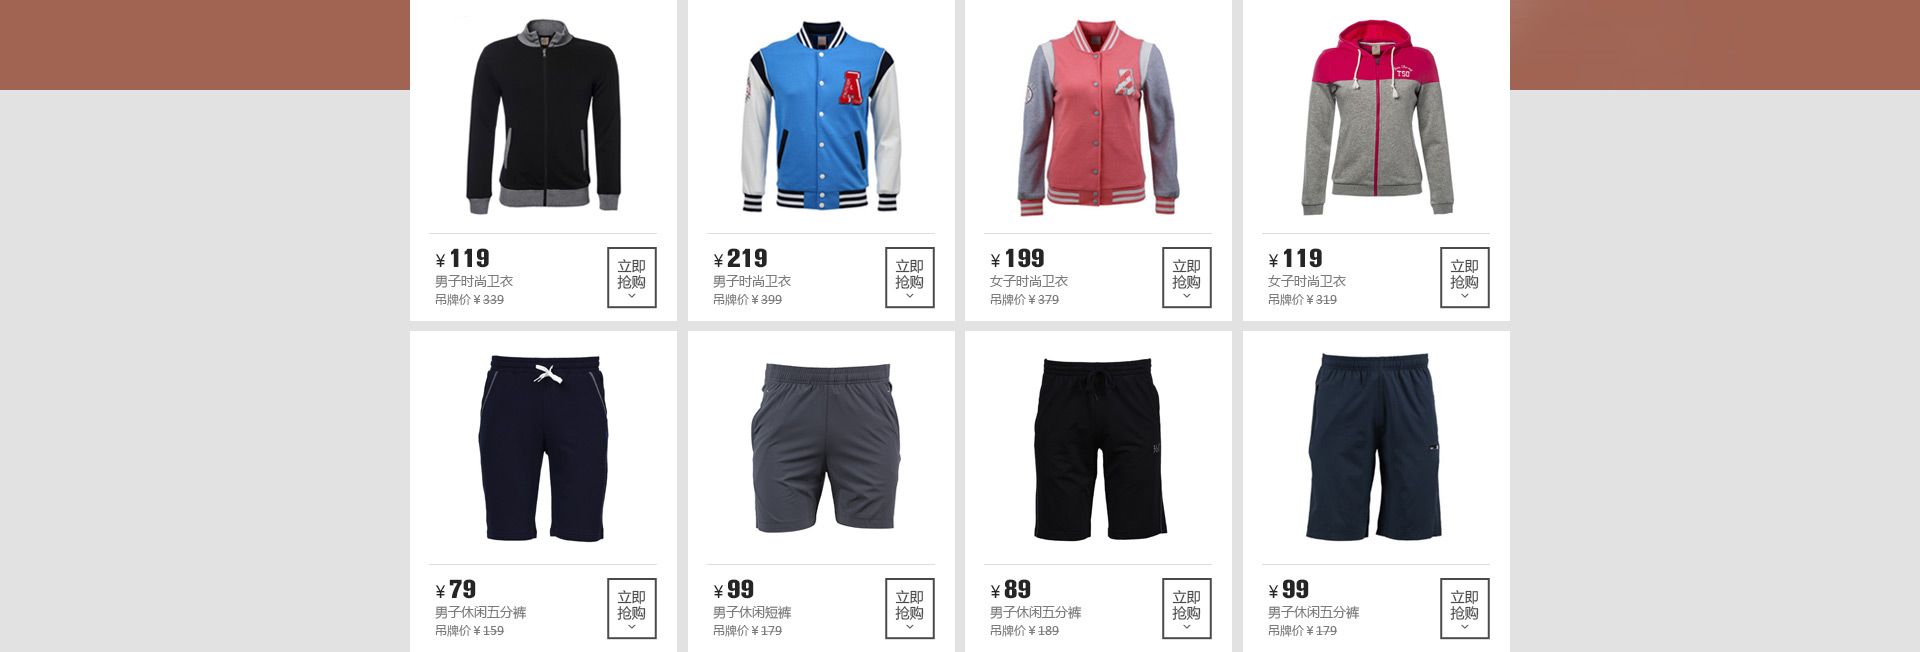 ¥119
男子时尚卫衣
吊牌价¥339
立即
抢购
¥219
男子时尚卫衣
吊牌价¥399
立即
抢购
¥199
女子时尚卫衣
吊牌价¥379
立即
抢购
TSO
¥119
女子时尚卫衣
吊牌价¥319
立即
抢购
¥79
男子休闲五分裤
吊牌价¥159
立即
抢购
¥99
男子休闲短裤
吊牌价¥179
立即
抢购
¥89
男子休闲五分裤
吊牌价¥189
立即
抢购
¥99
男子休闲五分裤
吊牌价¥179
立即
抢购